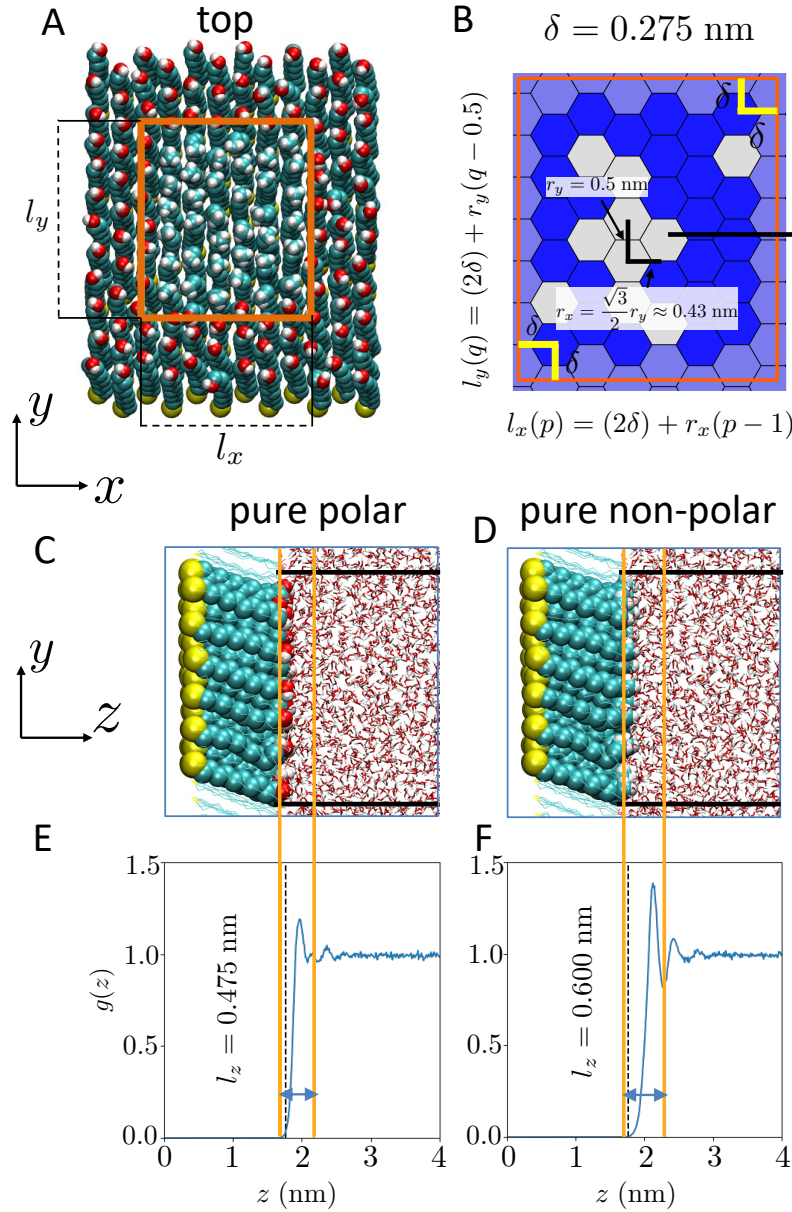 A
top
l_y
l_x
y
x
B
δ = 0.275 nm
l_y(q) = (2δ) + r_y(q − 0.5)
δ
δ
r_y = 0.5 nm
r_x = \frac{\sqrt{3}}{2} r_y ≈ 0.43 nm
δ
δ
l_x(p) = (2δ) + r_x(p − 1)
pure polar
C
y
z
pure non-polar
D
E
1.5
1.0
0.5
0.0
g(z)
l_z = 0.475 nm
0 1 2 3 4
z (nm)
F
1.5
1.0
0.5
0.0
l_z = 0.600 nm
0 1 2 3 4
z (nm)